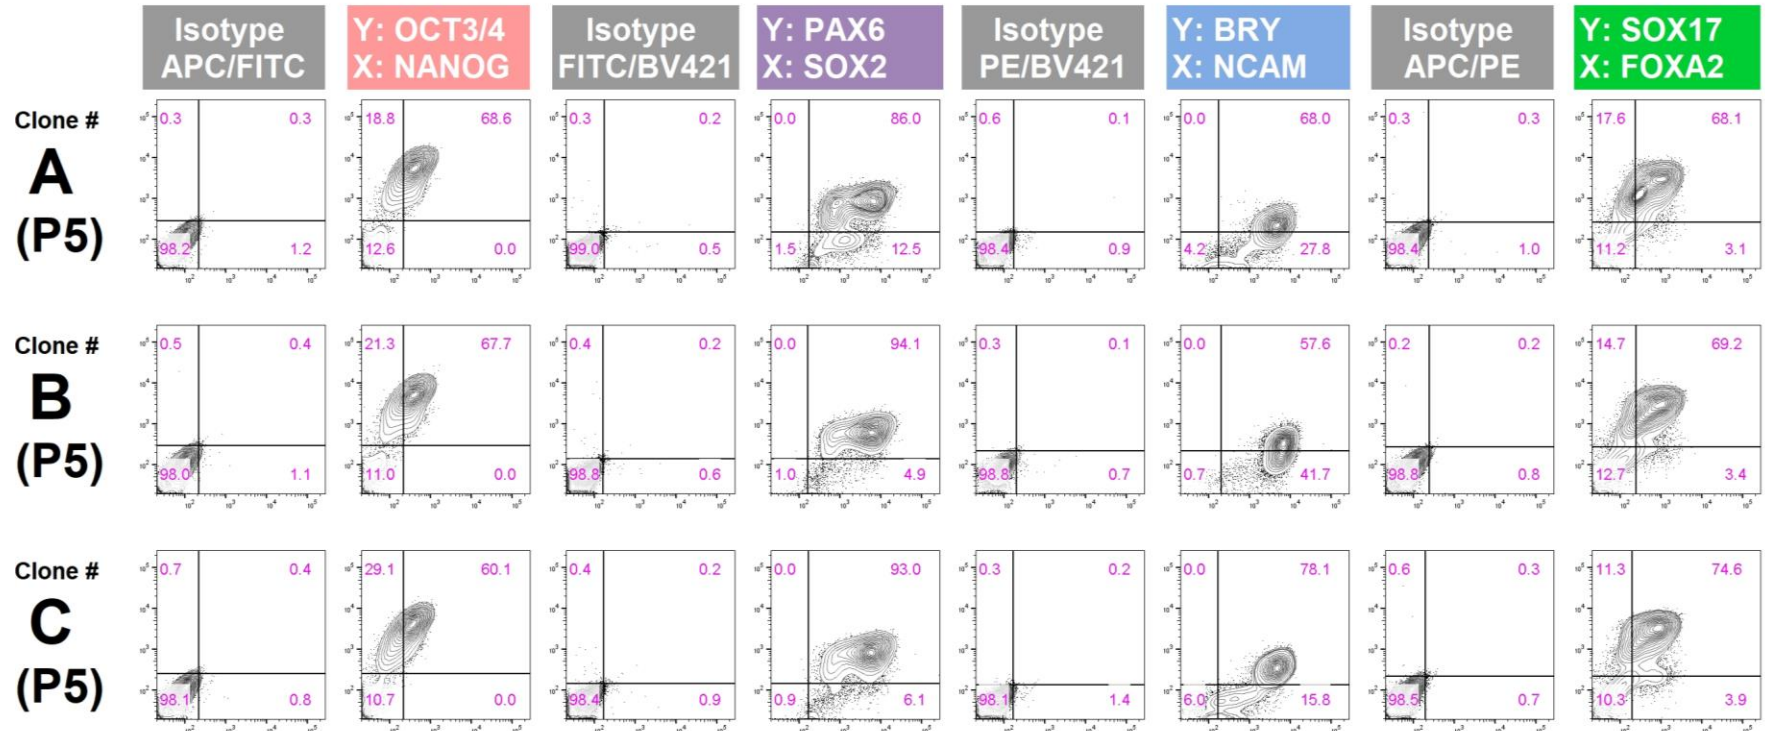 Isotype
APC/FITC
Y: OCT3/4
X: NANOG
Isotype
FITC/BV421
Y: PAX6
X: SOX2
Isotype
PE/BV421
Y: BRY
X: NCAM
Isotype
APC/PE
Y: SOX17
X: FOXA2
Clone #
A
(P5)
0.3 0.3
98.2 1.2
18.8 68.6
12.6 0.0
0.3 0.2
99.0 0.5
0.0 86.0
1.5 12.5
0.6 0.1
98.4 0.9
0.0 68.0
4.2 27.8
0.3 0.3
98.4 1.0
17.6 68.1
11.2 3.1
Clone #
B
(P5)
0.5 0.4
98.0 1.1
21.3 67.7
11.0 0.0
0.4 0.2
98.8 0.6
0.0 94.1
1.0 4.9
0.3 0.1
98.8 0.7
0.0 57.6
0.7 41.7
0.2 0.2
98.8 0.8
14.7 69.2
12.7 3.4
Clone #
C
(P5)
0.7 0.4
98.1 0.8
29.1 60.1
10.7 0.0
0.4 0.2
98.4 0.9
0.0 93.0
0.9 6.1
0.3 0.2
98.1 1.4
0.0 78.1
6.0 15.8
0.6 0.3
98.5 0.7
11.3 74.6
10.3 3.9